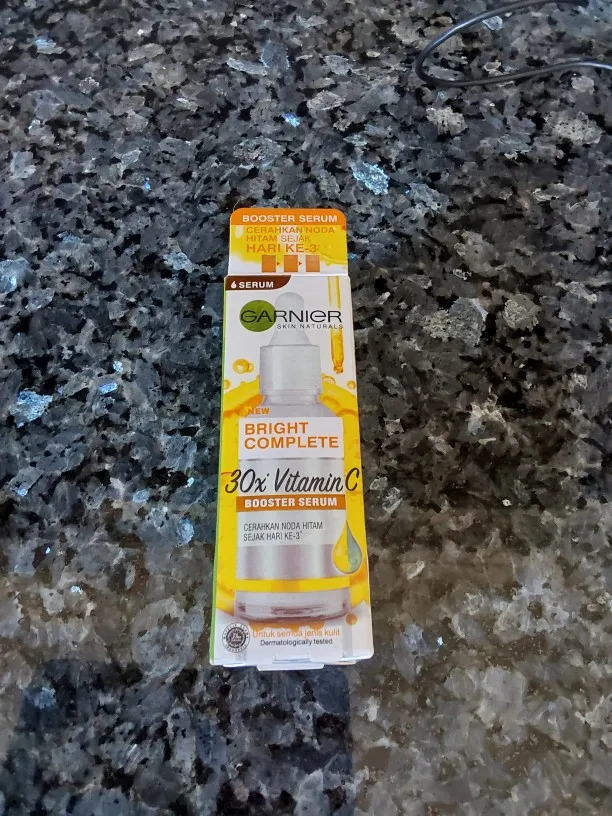 BOOSTER SERUM
CERAHKAN NODA
HITAM SEJAK
HARI KE-3*
SERUM
GARNIER
SKIN NATURALS
NEW
BRIGHT
COMPLETE
30x* Vitamin C
BOOSTER SERUM
CERAHKAN NODA HITAM
SEJAK HARI KE-3*
Untuk semua jenis kulit
Dermatologically tested